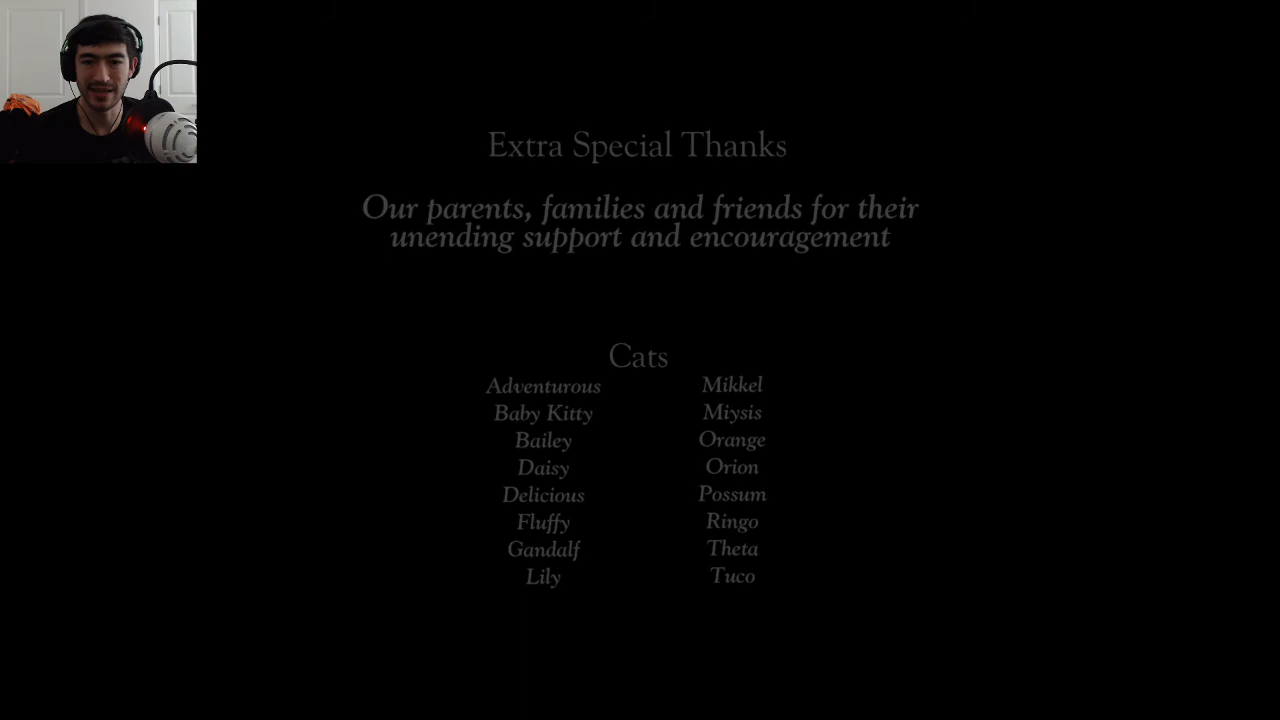 Extra Special Thanks
Our parents, families and friends for their
unending support and encouragement
Cats
Adventurous
Baby Kitty
Bailey
Daisy
Delicious
Fluffy
Gandalf
Lily
Mikkel
Miysis
Orange
Orion
Possum
Ringo
Theta
Tuco